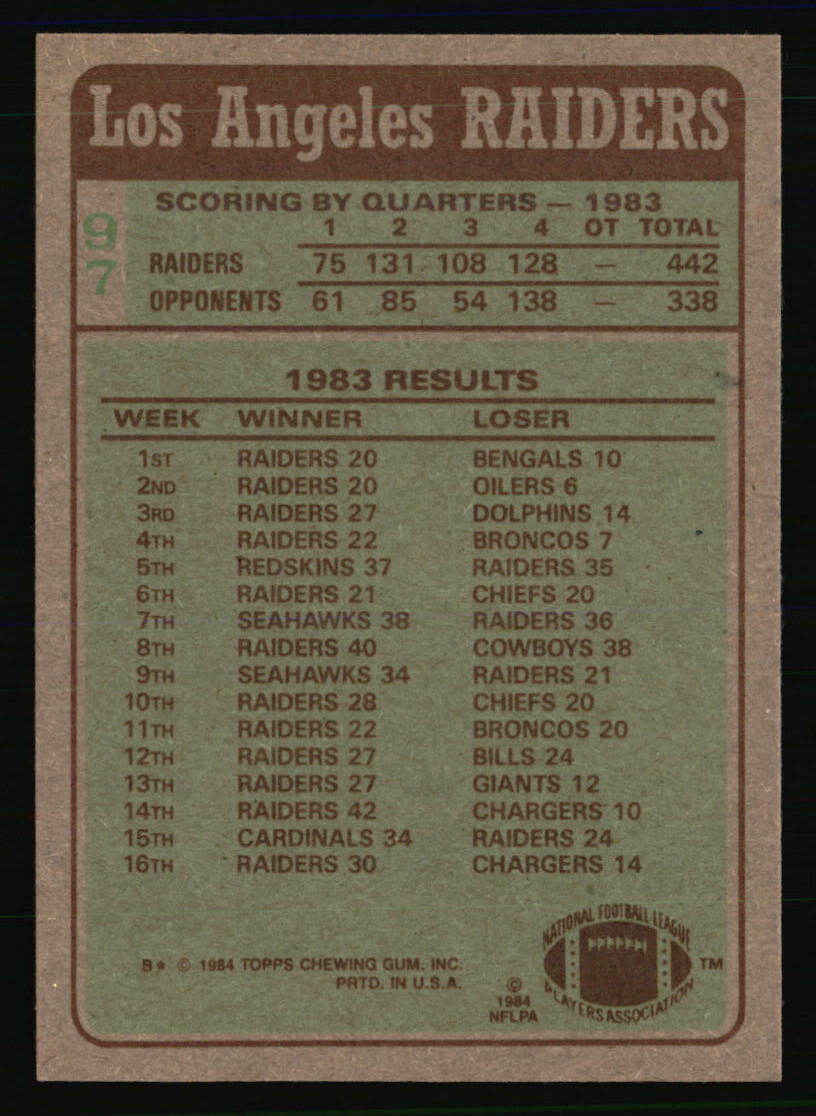 Los Angeles RAIDERS
97
SCORING BY QUARTERS — 1983
1 2 3 4 OT TOTAL
RAIDERS 75 131 108 128 — 442
OPPONENTS 61 85 54 138 — 338
1983 RESULTS
WEEK WINNER LOSER
1ST RAIDERS 20 BENGALS 10
2ND RAIDERS 20 OILERS 6
3RD RAIDERS 27 DOLPHINS 14
4TH RAIDERS 22 BRONCOS 7
5TH REDSKINS 37 RAIDERS 35
6TH RAIDERS 21 CHIEFS 20
7TH SEAHAWKS 38 RAIDERS 36
8TH RAIDERS 40 COWBOYS 38
9TH SEAHAWKS 34 RAIDERS 21
10TH RAIDERS 28 CHIEFS 20
11TH RAIDERS 22 BRONCOS 20
12TH RAIDERS 27 BILLS 24
13TH RAIDERS 27 GIANTS 12
14TH RAIDERS 42 CHARGERS 10
15TH CARDINALS 34 RAIDERS 24
16TH RAIDERS 30 CHARGERS 14
B* © 1984 TOPPS CHEWING GUM, INC.
PRTD. IN U.S.A.
© 1984 NFLPA
NATIONAL FOOTBALL LEAGUE
PLAYERS ASSOCIATION
TM